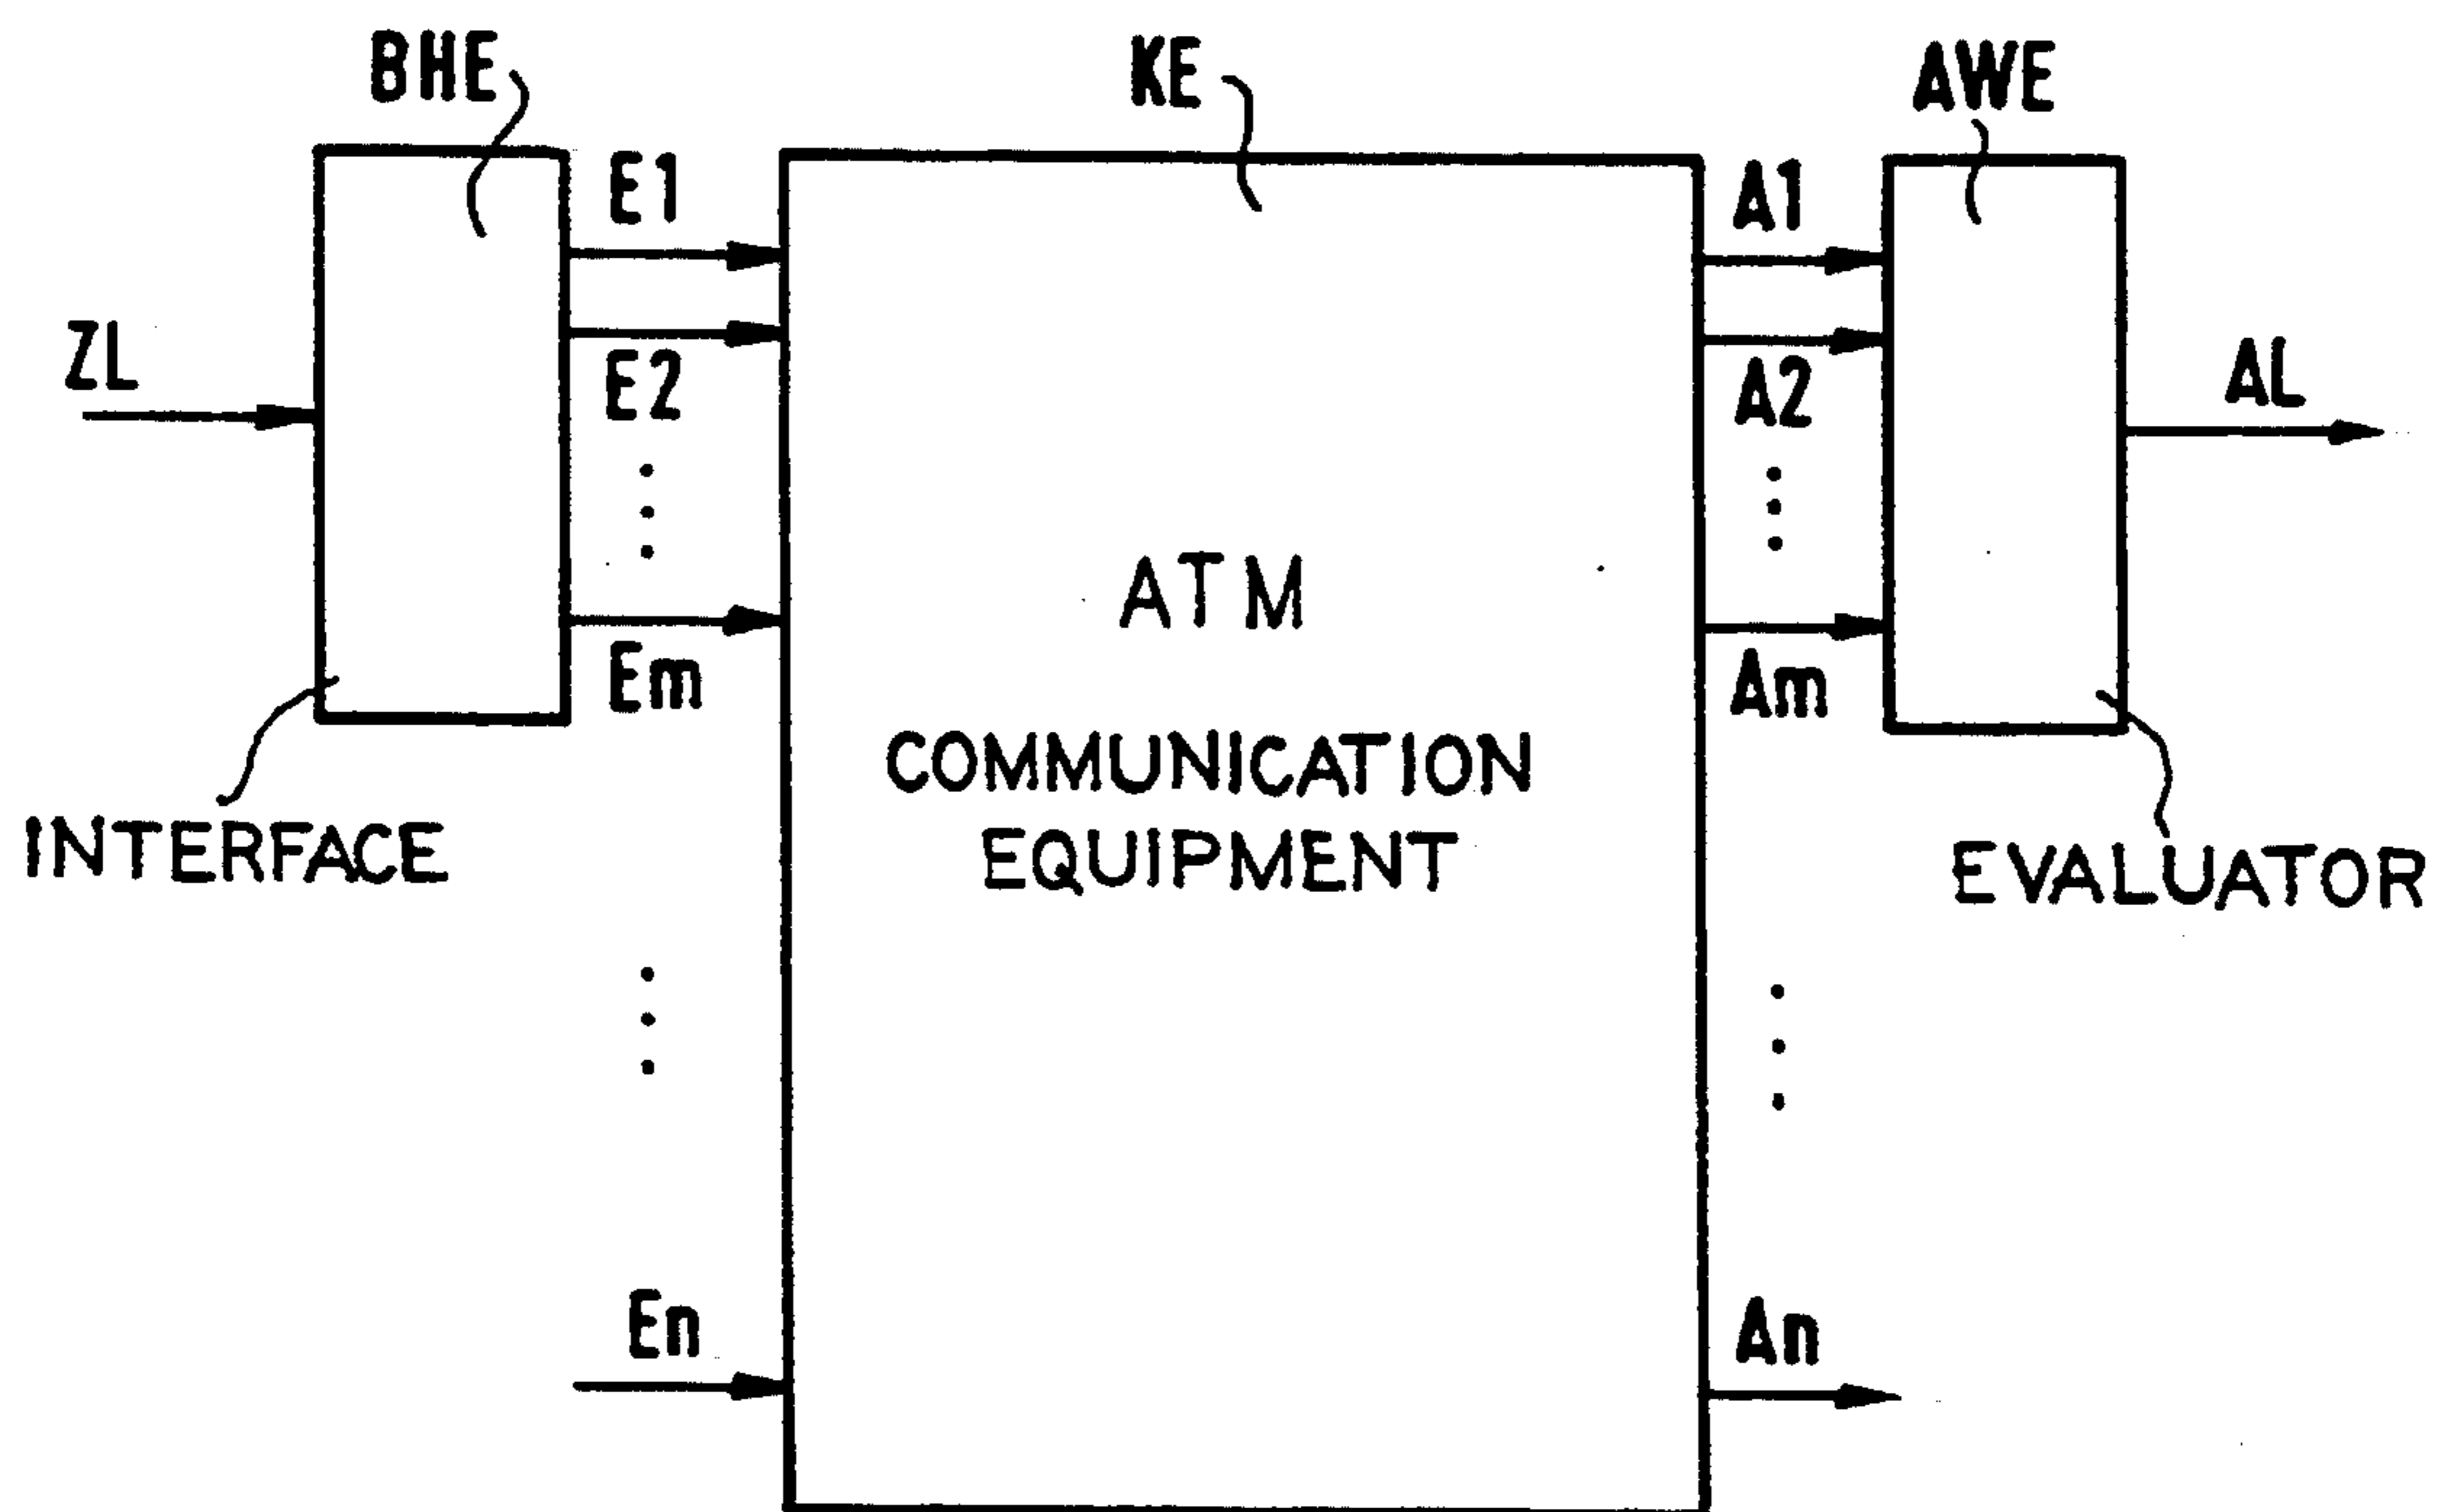 BHE
KE
AWE
E1
A1
ZL
E2
A2
AL
ATM
Em
Am
COMMUNICATION
EQUIPMENT
INTERFACE
EVALUATOR
En
An